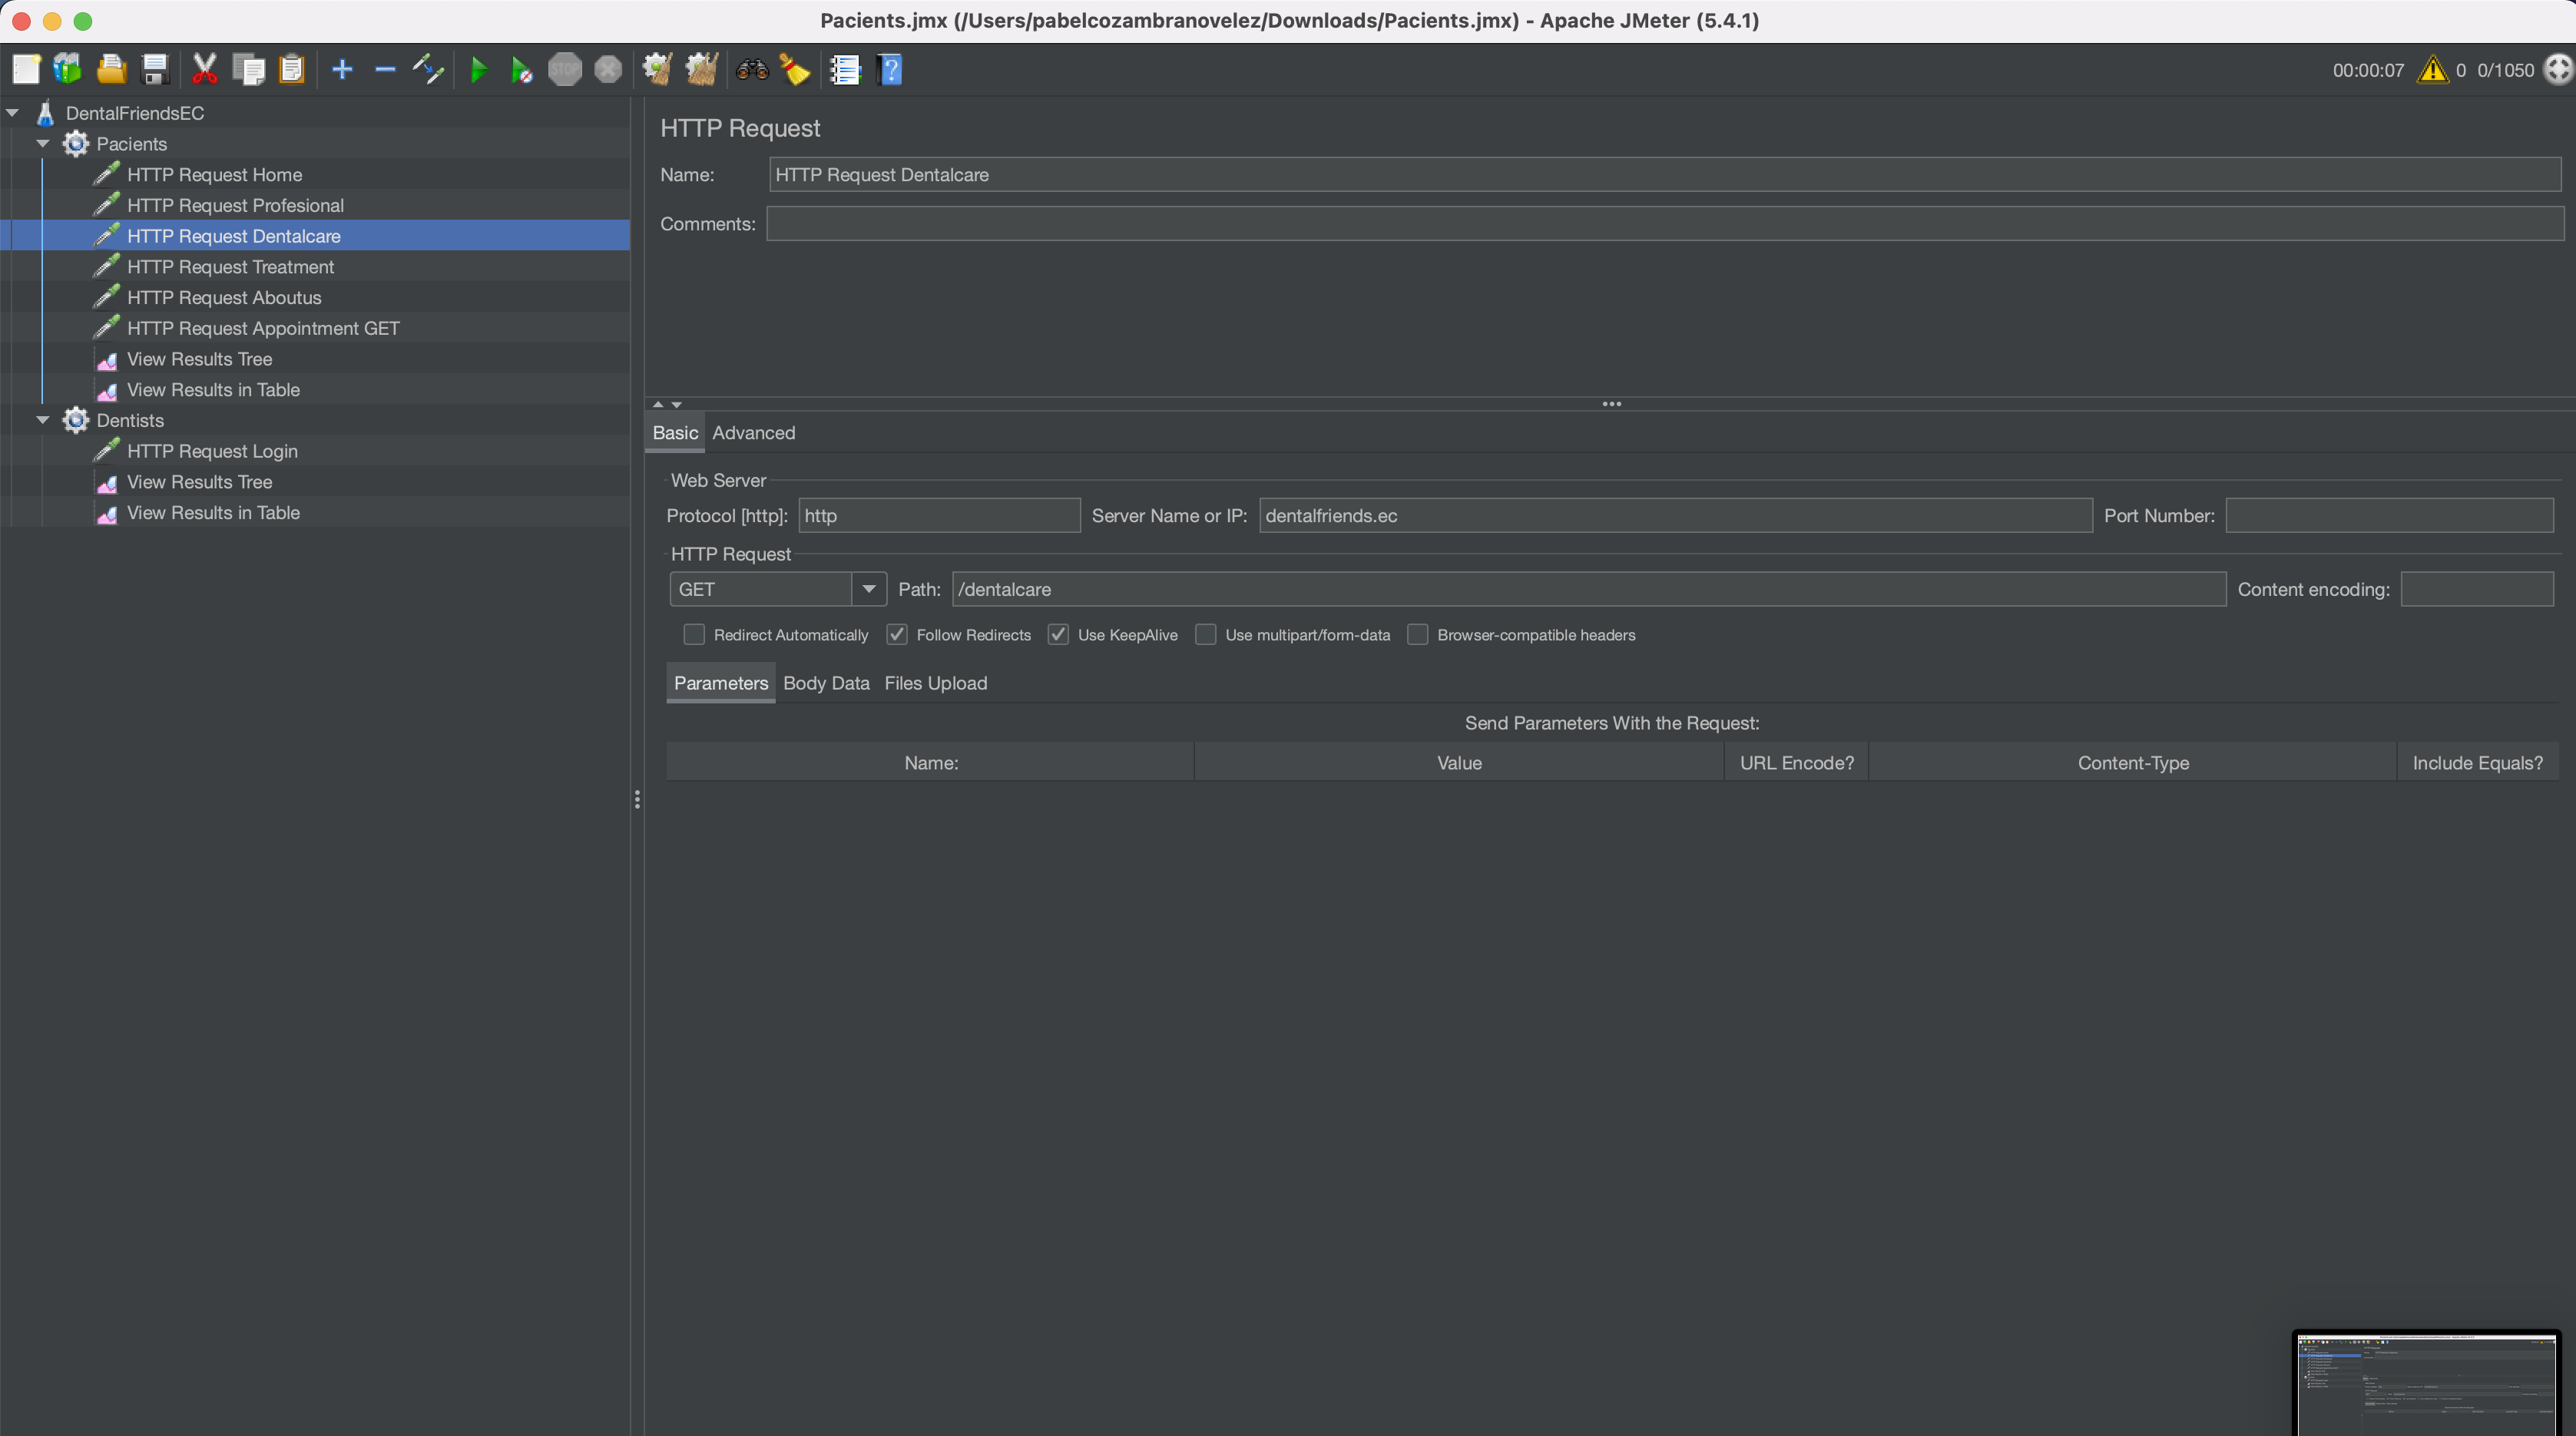 Pacients.jmx (/Users/pabelcozambranovelez/Downloads/Pacients.jmx) - Apache JMeter (5.4.1)
STOP
?
00:00:07 0 0/1050
DentalFriendsEC
Pacients
HTTP Request Home
HTTP Request Profesional
HTTP Request Dentalcare
HTTP Request Treatment
HTTP Request Aboutus
HTTP Request Appointment GET
View Results Tree
View Results in Table
Dentists
HTTP Request Login
View Results Tree
View Results in Table
HTTP Request
Name: HTTP Request Dentalcare
Comments:
Basic Advanced
Web Server
Protocol [http]: http Server Name or IP: dentalfriends.ec Port Number:
HTTP Request
GET Path: /dentalcare Content encoding:
Redirect Automatically Follow Redirects Use KeepAlive Use multipart/form-data Browser-compatible headers
Parameters Body Data Files Upload
Send Parameters With the Request:
Name: Value URL Encode? Content-Type Include Equals?